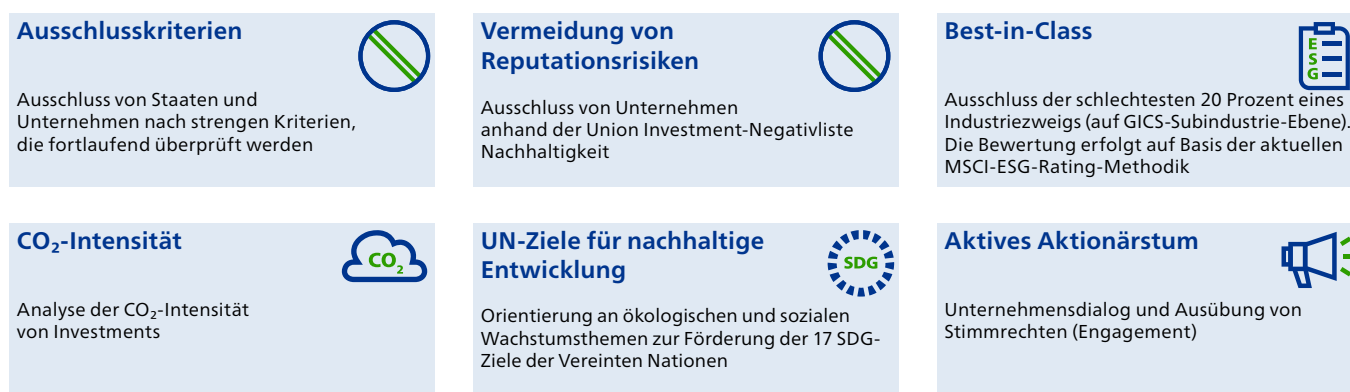 Ausschlusskriterien
Ausschluss von Staaten und
Unternehmen nach strengen Kriterien,
die fortlaufend überprüft werden
Vermeidung von
Reputationsrisiken
Ausschluss von Unternehmen
anhand der Union Investment-Negativliste
Nachhaltigkeit
Best-in-Class
E
S
G
Ausschluss der schlechtesten 20 Prozent eines
Industriezweigs (auf GICS-Subindustrie-Ebene).
Die Bewertung erfolgt auf Basis der aktuellen
MSCI-ESG-Rating-Methodik
CO₂-Intensität
CO₂
Analyse der CO₂-Intensität
von Investments
UN-Ziele für nachhaltige
Entwicklung
SDG
Orientierung an ökologischen und sozialen
Wachstumsthemen zur Förderung der 17 SDG-
Ziele der Vereinten Nationen
Aktives Aktionärstum
Unternehmensdialog und Ausübung von
Stimmrechten (Engagement)